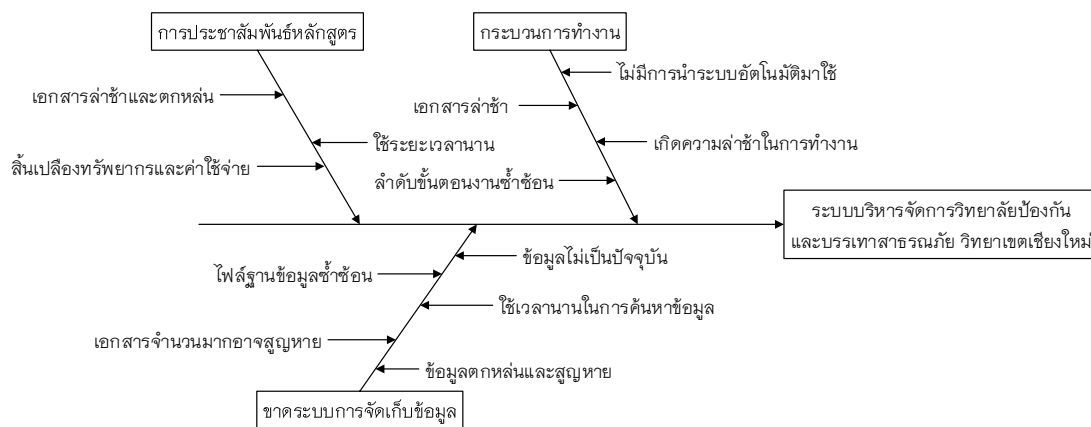 การประชาสัมพันธ์หลักสูตร
กระบวนการทำงาน
ไม่มีการนำระบบอัตโนมัติมาใช้
เอกสารล่าช้าและตกหล่น
เอกสารล่าช้า
ใช้ระยะเวลานาน
เกิดความล่าช้าในการทำงาน
สิ้นเปลืองทรัพยากรและค่าใช้จ่าย
ลำดับขั้นตอนงานซ้ำซ้อน
ระบบบริหารจัดการวิทยาลัยป้องกัน
และบรรเทาสาธรณภัย วิทยาเขตเชียงใหม่
ข้อมูลไม่เป็นปัจจุบัน
ไฟล์ฐานข้อมูลซ้ำซ้อน
ใช้เวลานานในการค้นหาข้อมูล
เอกสารจำนวนมากอาจสูญหาย
ข้อมูลตกหล่นและสูญหาย
ขาดระบบการจัดเก็บข้อมูล